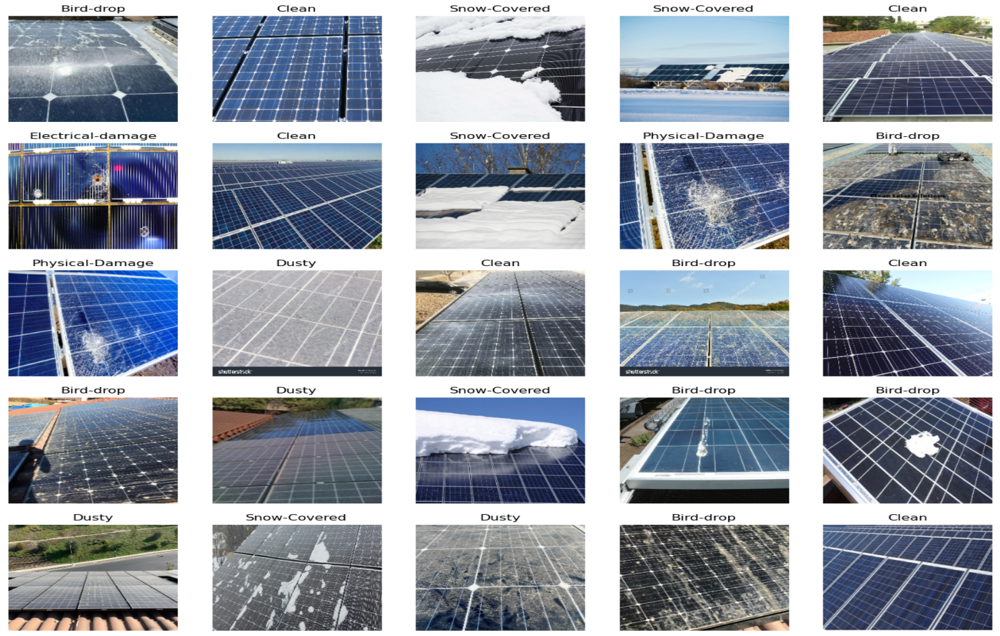 Bird-drop
Clean
Snow-Covered
Snow-Covered
Clean
Electrical-damage
Clean
Snow-Covered
Physical-Damage
Bird-drop
Clean Solar Solutions
Physical-Damage
Dusty
Clean
Bird-drop
Clean
shutterstock
shutterstock
Bird-drop
Dusty
Snow-Covered
Bird-drop
Bird-drop
Dusty
Snow-Covered
Dusty
Bird-drop
Clean